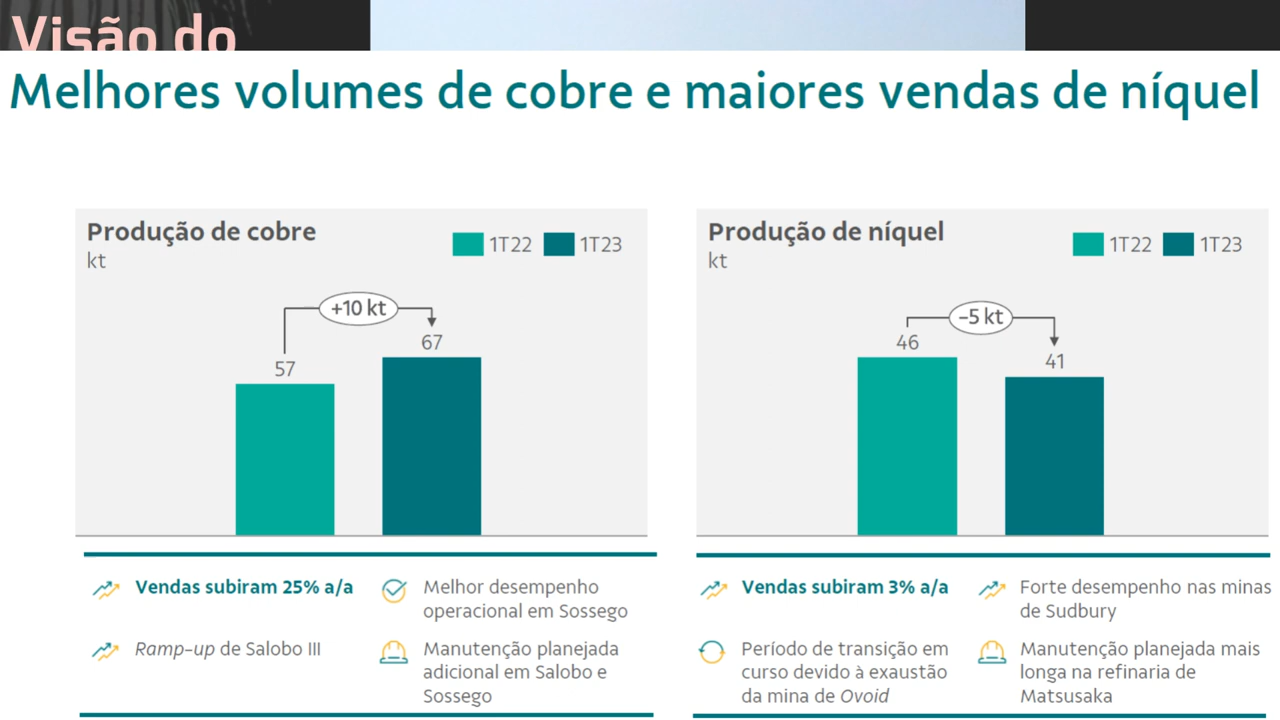 Visão do
Melhores volumes de cobre e maiores vendas de níquel
Produção de cobre
kt
1T22
1T23
+10 kt
57
67
Vendas subiram 25% a/a
Ramp-up de Salobo III
Melhor desempenho
operacional em Sossego
Manutenção planejada
adicional em Salobo e
Sossego
Produção de níquel
kt
1T22
1T23
-5 kt
46
41
Vendas subiram 3% a/a
Período de transição em
curso devido à exaustão
da mina de Ovoid
Forte desempenho nas minas
de Sudbury
Manutenção planejada mais
longa na refinaria de
Matsusaka